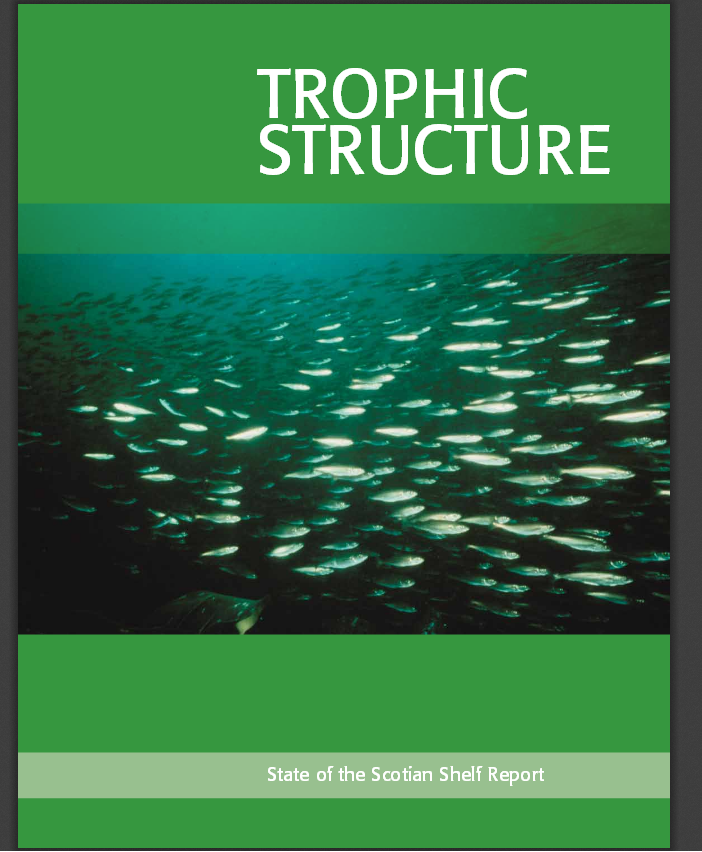 TROPHIC
STRUCTURE
State of the Scotian Shelf Report